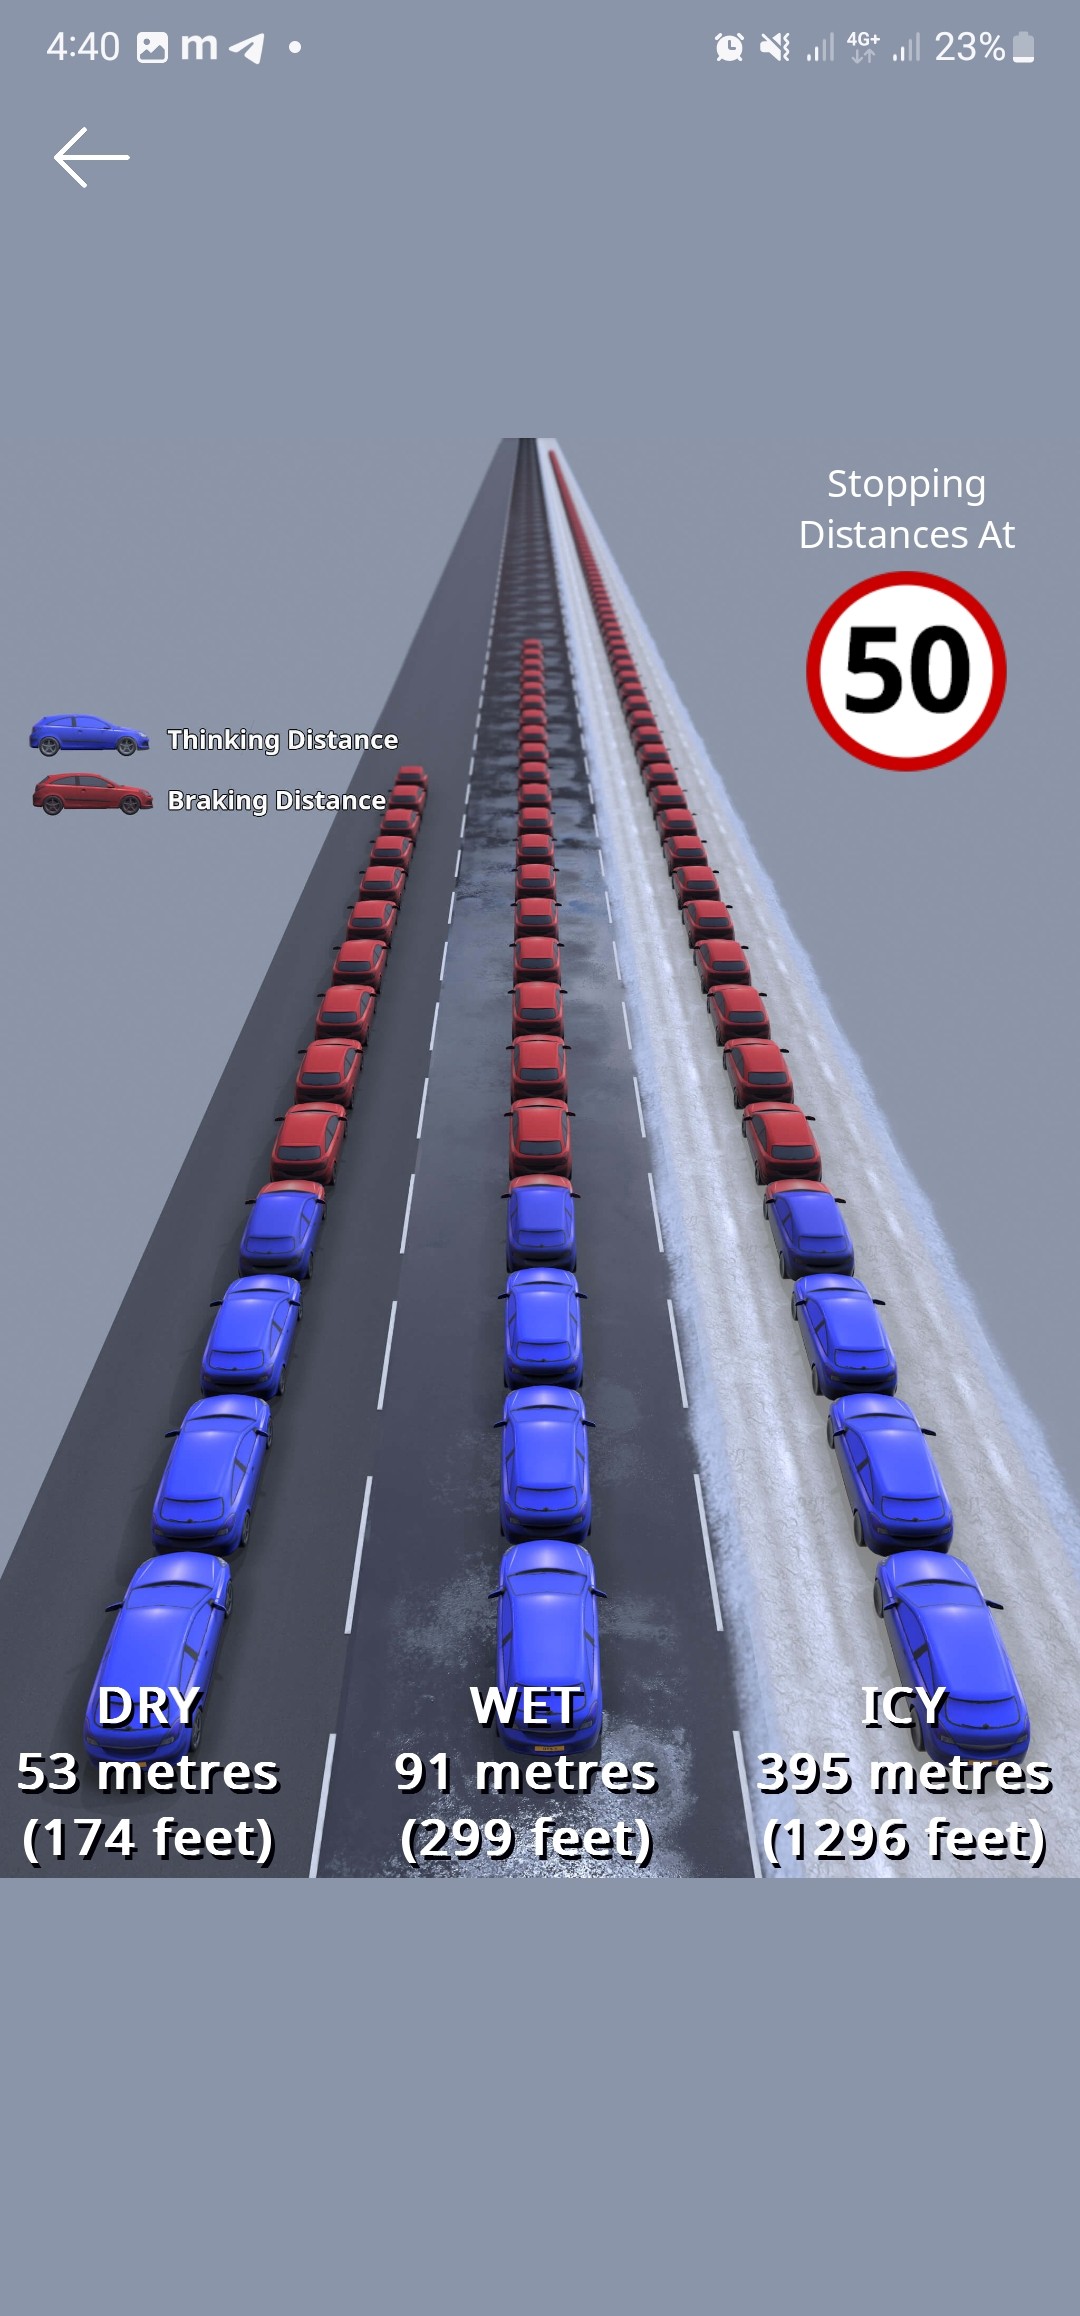 4:40 m 4G+ 23%
Stopping
Distances At
50
Thinking Distance
Braking Distance
DRY
53 metres
(174 feet)
WET
91 metres
(299 feet)
ICY
395 metres
(1296 feet)